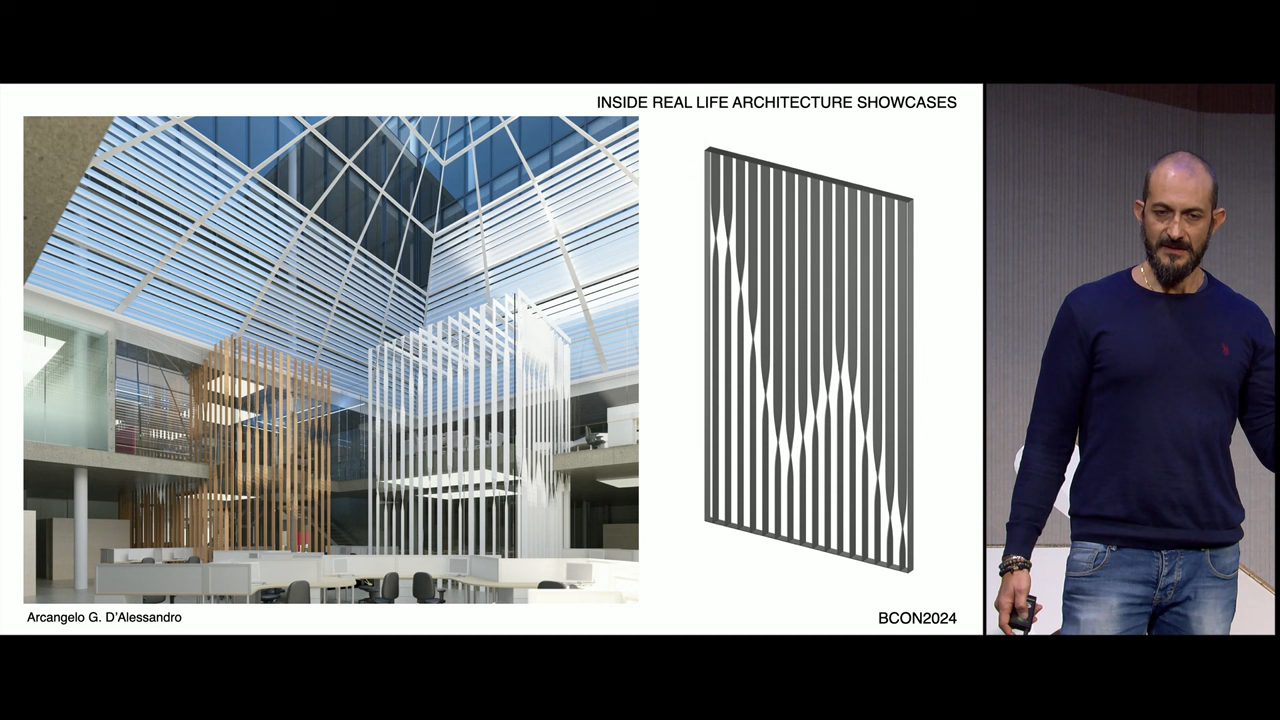 INSIDE REAL LIFE ARCHITECTURE SHOWCASES
Arcangelo G. D'Alessandro
BCON2024